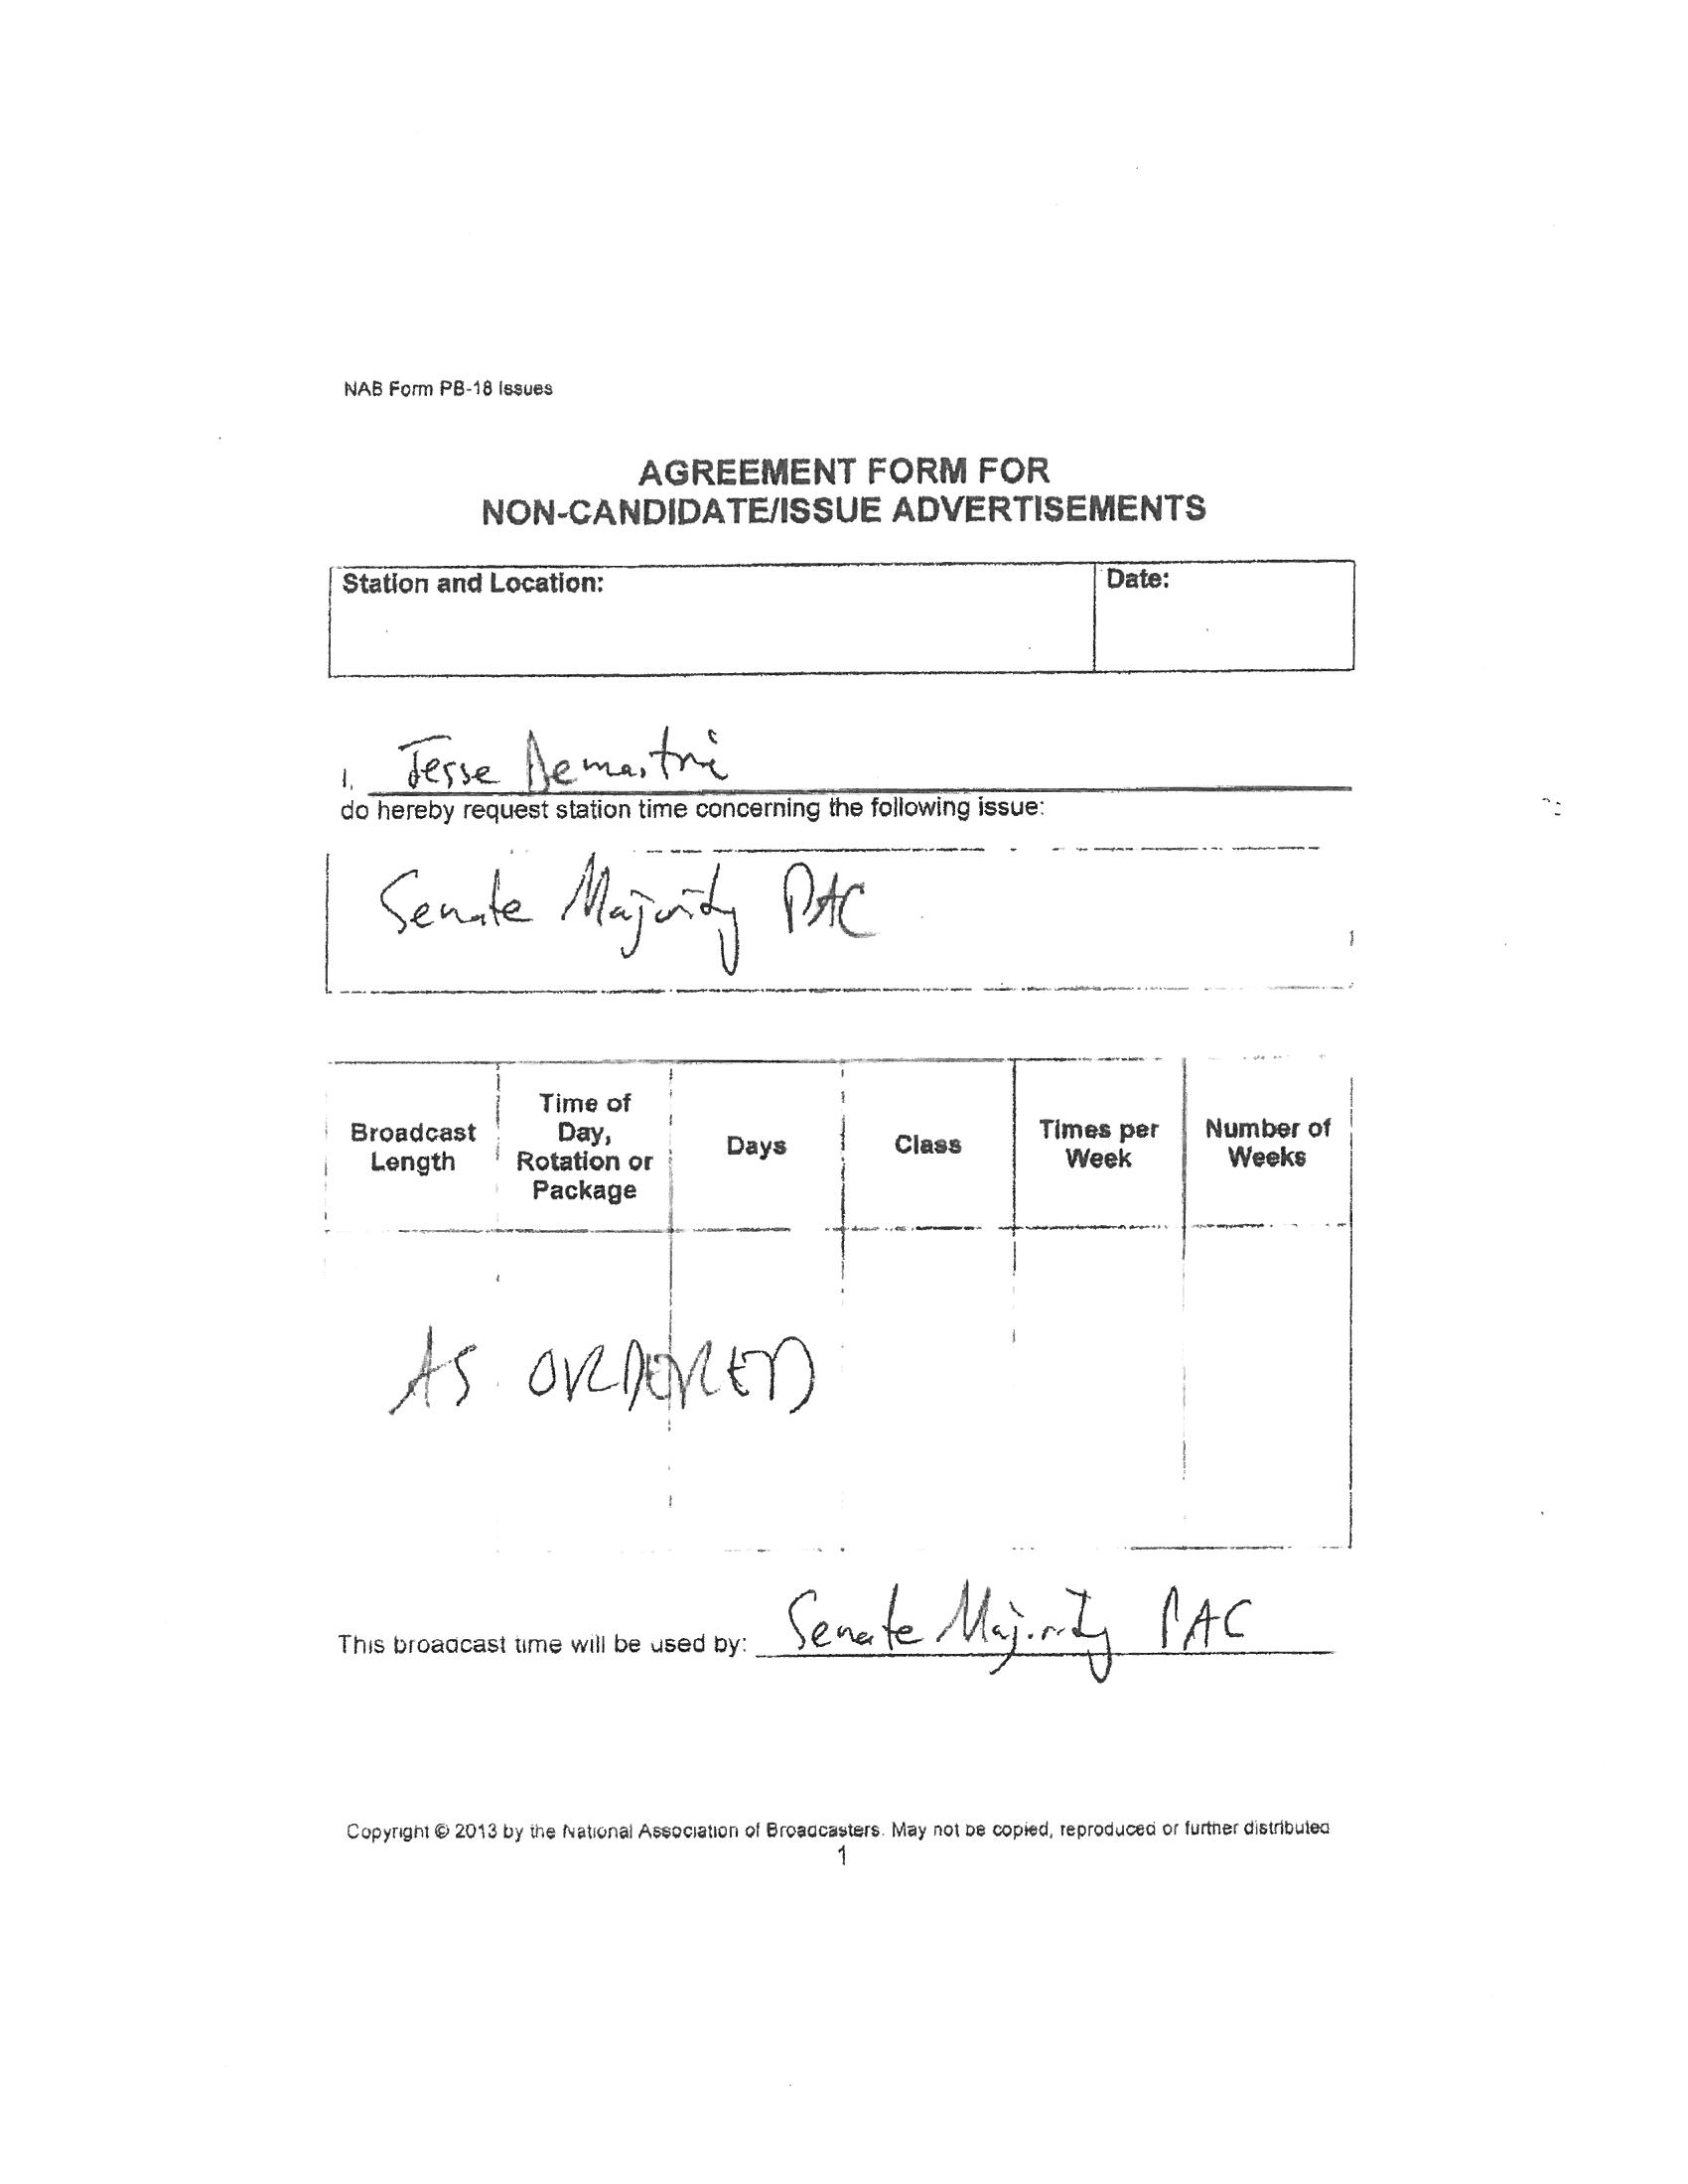 NAB Form PB-18 Issues
AGREEMENT FORM FOR
NON-CANDIDATE/ISSUE ADVERTISEMENTS
Station and Location:
Date:
I, Jesse Demastrie
do hereby request station time concerning the following issue:
Senate Majority PAC
Broadcast Length
Time of Day, Rotation or Package
Days
Class
Times per Week
Number of Weeks
AS ORDERED
This broadcast time will be used by: Senate Majority PAC
Copyright © 2013 by the National Association of Broadcasters. May not be copied, reproduced or further distributed
1